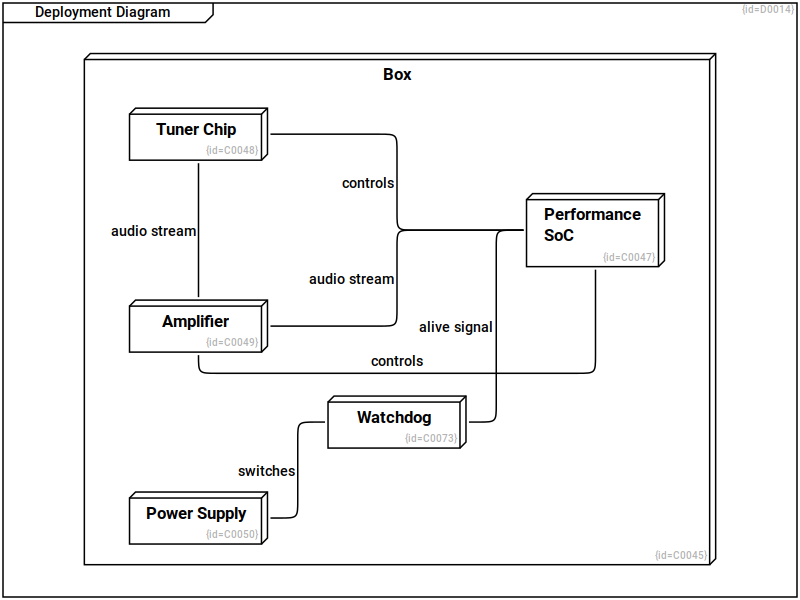 Deployment Diagram
{id=D0014}
Box
Tuner Chip
{id=C0048}
controls
Performance
SoC
{id=C0047}
audio stream
audio stream
Amplifier
{id=C0049}
alive signal
controls
Watchdog
{id=C0073}
switches
Power Supply
{id=C0050}
{id=C0045}